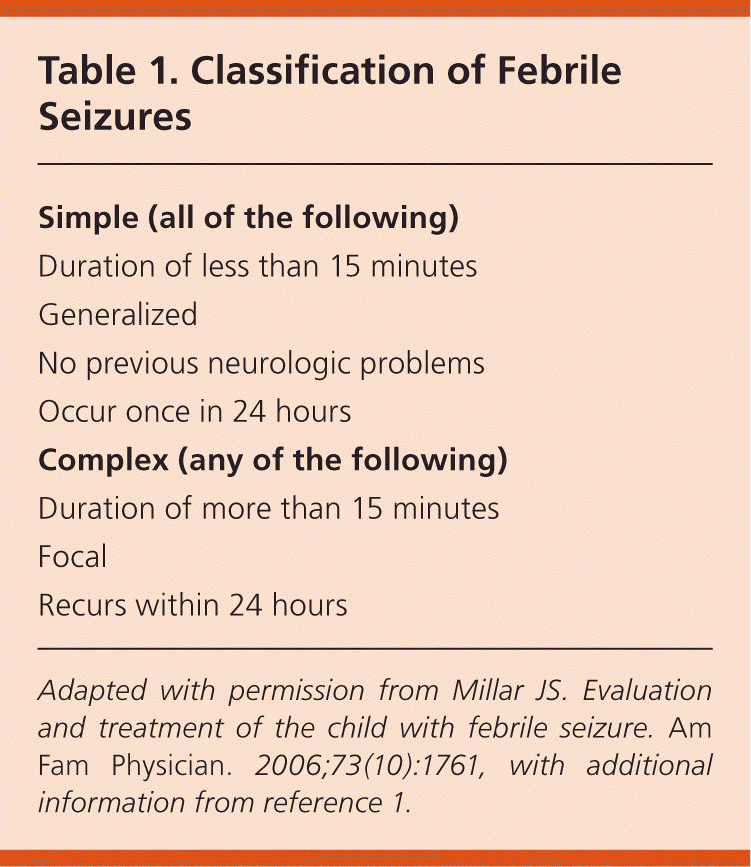 Table 1. Classification of Febrile
Seizures
Simple (all of the following)
Duration of less than 15 minutes
Generalized
No previous neurologic problems
Occur once in 24 hours
Complex (any of the following)
Duration of more than 15 minutes
Focal
Recurs within 24 hours
Adapted with permission from Millar JS. Evaluation
and treatment of the child with febrile seizure. Am
Fam Physician. 2006;73(10):1761, with additional
information from reference 1.